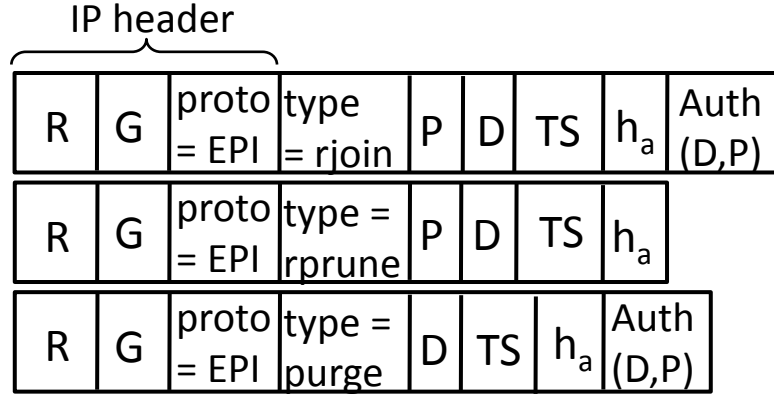 IP header
R G proto = EPI type = rjoin P D TS hₐ Auth (D,P)
R G proto = EPI type = rprune P D TS hₐ
R G proto = EPI type = purge D TS hₐ Auth (D,P)